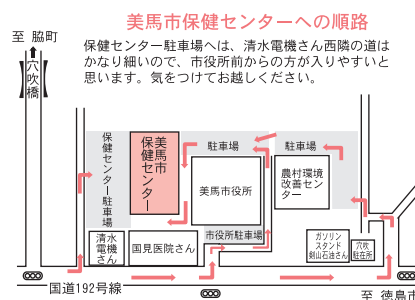 美馬市保健センターへの順路
至 脇町
保健センター駐車場へは、清水電機さん西隣の道は
かなり細いので、市役所前からの方が入りやすいと
思います。気をつけてお越しください。
穴吹橋
保健センター駐車場
美馬市
保健センター
駐車場
駐車場
美馬市役所
農村環境
改善セン
ター
市役所駐車場
清水
電機
さん
国見医院さん
ガソリン
スタンド
剣山石油さん
穴吹
駐在所
国道192号線
至 徳島市